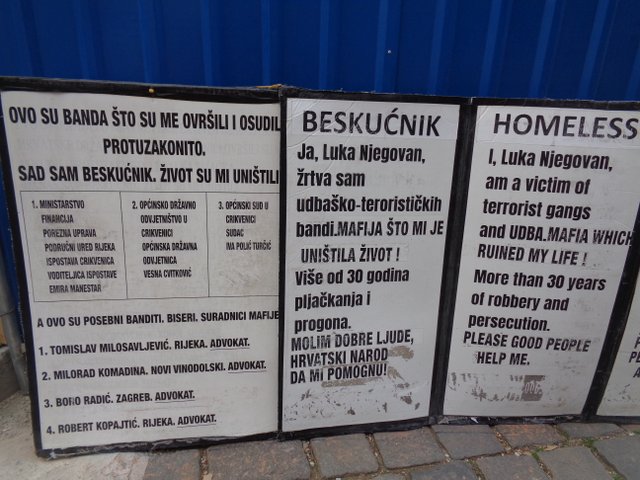 OVO SU BANDA ŠTO SU ME OVRŠILI I OSUDIL
PROTUZAKONITO.
SAD SAM BESKUĆNIK. ŽIVOT SU MI UNIŠTILI
1. MINISTARSTVO
FINANCIJA
POREZNA UPRAVA
PODRUČNI URED RIJEKA
ISPOSTAVA CRIKVENICA
VODITELJICA ISPOSTAVE
EMIRA MANESTAR
2. OPĆINSKO DRŽAVNO
ODVJETNIŠTVO U
CRIKVENICI
OPĆINSKA DRŽAVNA
ODVJETNICA
VESNA CVITKOVIĆ
3. OPĆINSKI SUD U
CRIKVENICI
SUDAC
IVA POLIĆ TURČIĆ
A OVO SU POSEBNI BANDITI. BISERI. SURADNICI MAFIJE
1. TOMISLAV MILOSAVLJEVIĆ. RIJEKA. ADVOKAT.
2. MILORAD KOMADINA. NOVI VINODOLSKI. ADVOKAT.
3. RADIĆ. ZAGREB. ADVOKAT.
4. ROBERT KOPAJTIĆ. RIJEKA. ADVOKAT.
BESKUĆNIK
Ja, Luka Njegovan,
žrtva sam
udbaško-terorističkih
bandi.MAFIJA ŠTO MI JE
UNIŠTILA ŽIVOT !
Više od 30 godina
pljačkanja i
progona.
MOLIM DOBRE LJUDE,
HRVATSKI NAROD
DA MI POMOGNU!
HOMELESS
I, Luka Njegovan,
am a victim of
terrorist gangs
and UDBA.MAFIA WHICH
RUINED MY LIFE !
More than 30 years
of robbery and
persecution.
PLEASE GOOD PEOPLE
HELP ME.